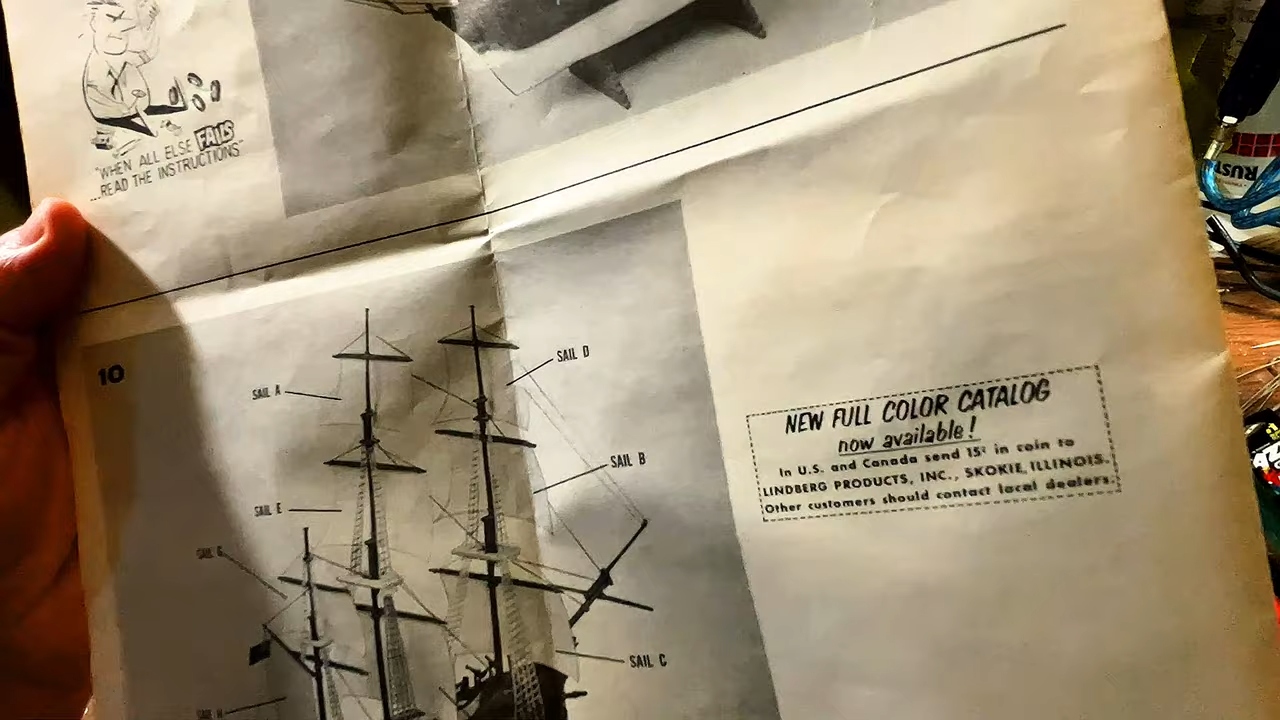 "WHEN ALL ELSE FAILS
...READ THE INSTRUCTIONS"
10
SAIL D
SAIL A
SAIL B
SAIL E
SAIL G
SAIL C
SAIL H
NEW FULL COLOR CATALOG
now available!
In U.S. and Canada send 15¢ in coin to
LINDBERG PRODUCTS, INC., SKOKIE, ILLINOIS.
Other customers should contact local dealers.
RUST